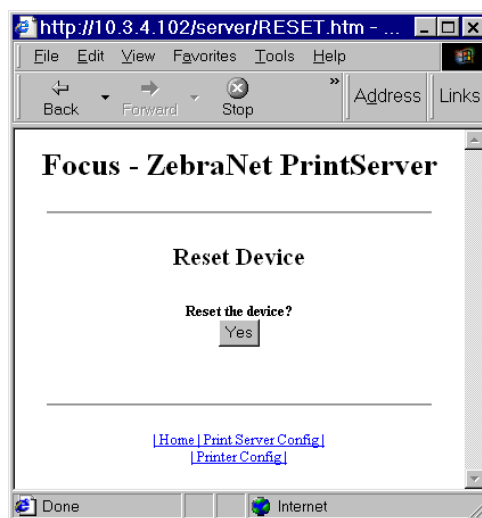 http://10.3.4.102/server/RESET.htm - ...
File Edit View Favorites Tools Help
Back Forward Stop » Address Links
Focus - ZebraNet PrintServer
Reset Device
Reset the device?
Yes
| Home | Print Server Config |
| Printer Config |
Done Internet